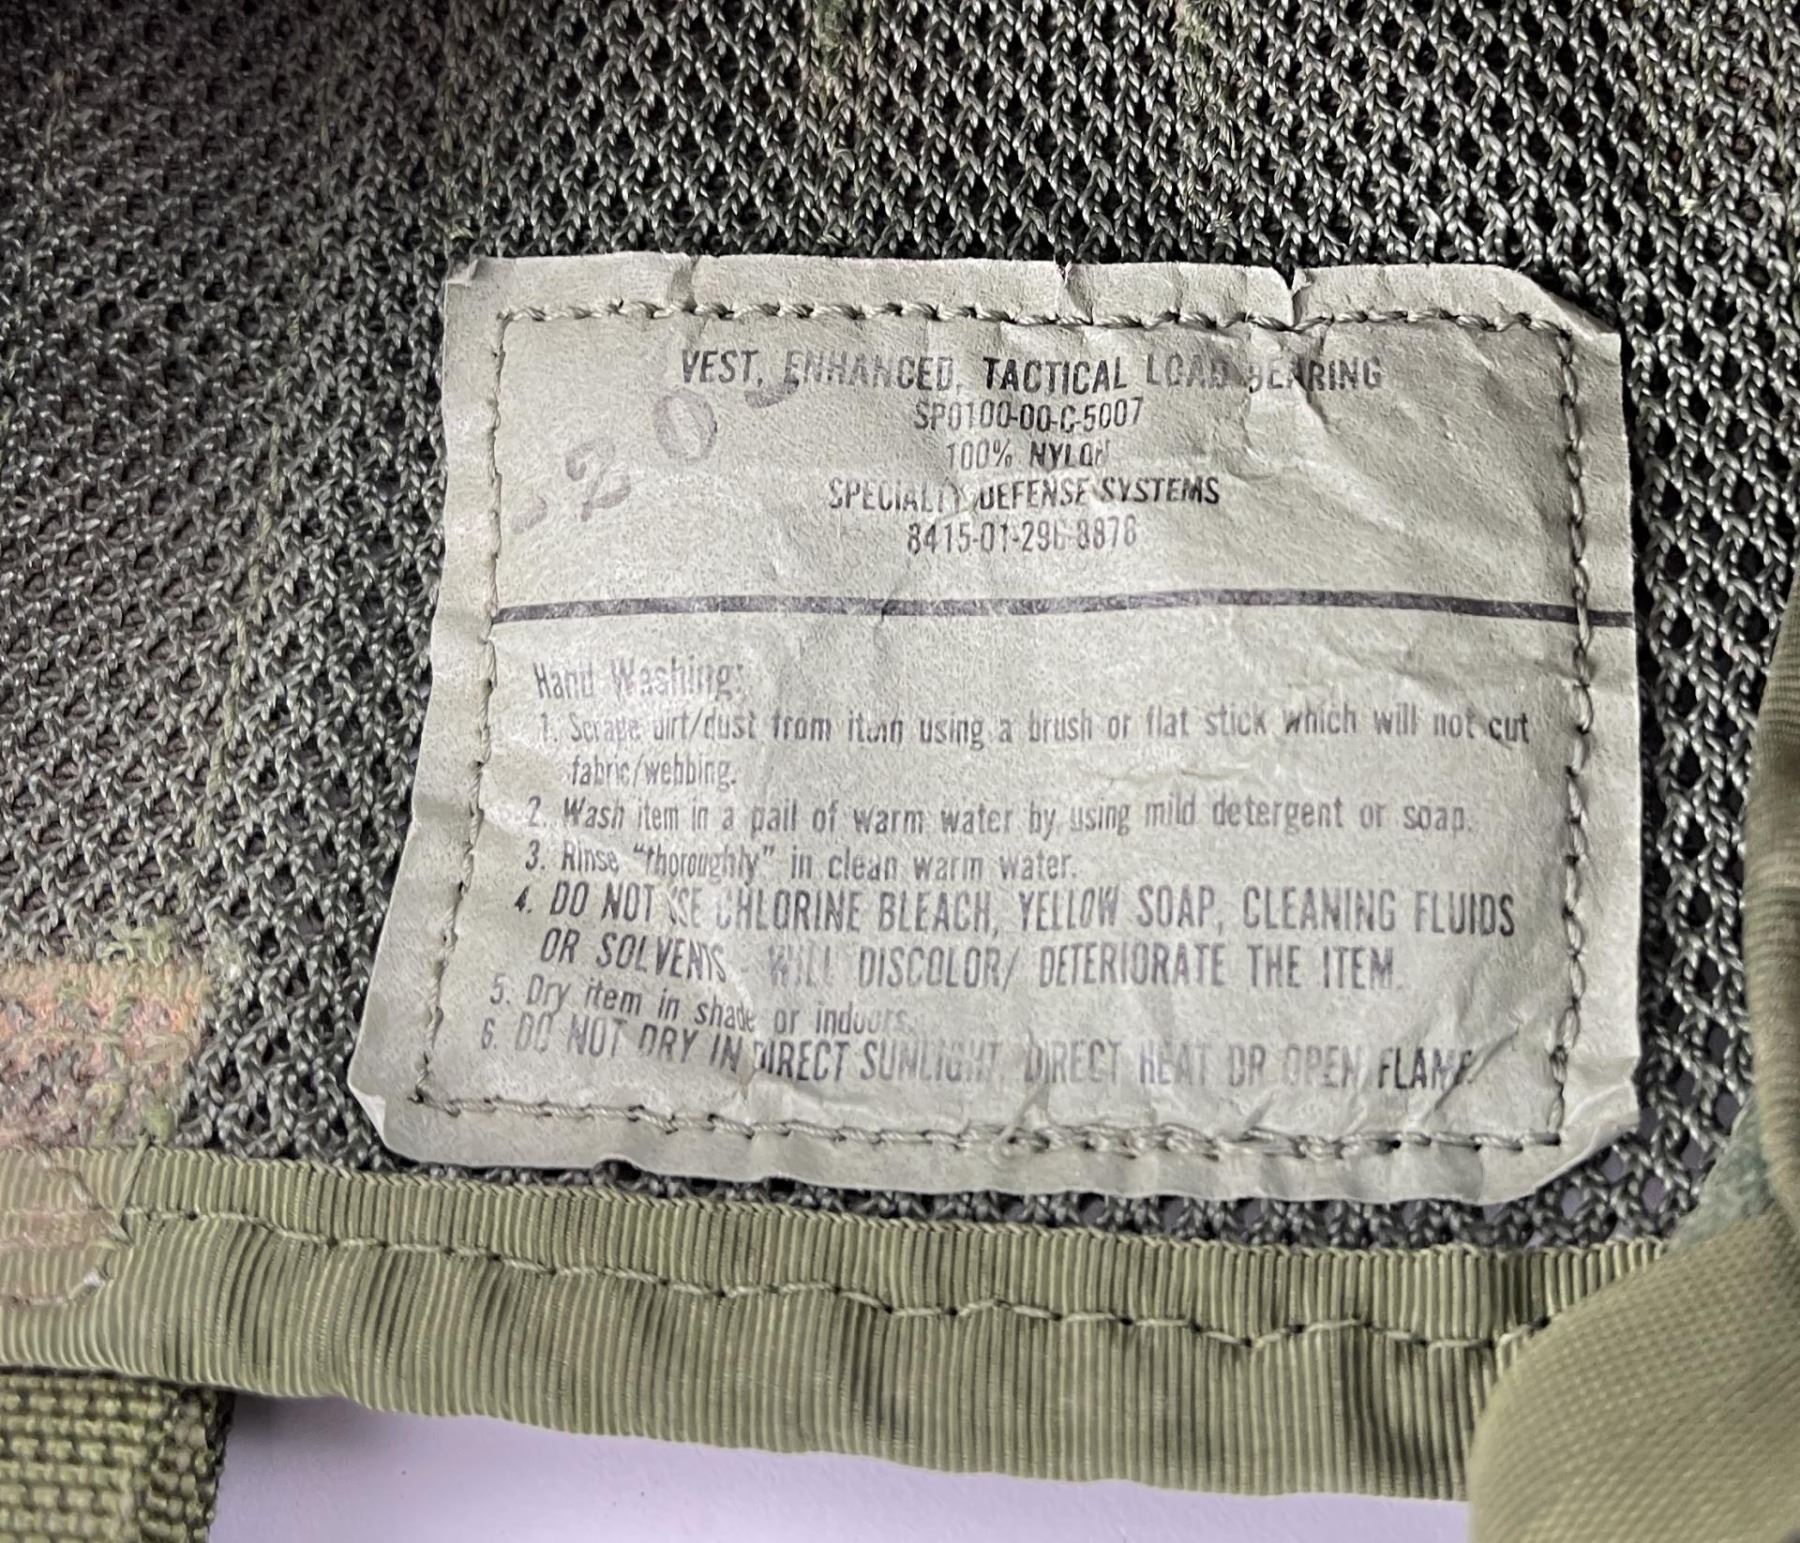 VEST, ENHANCED, TACTICAL LOAD BEARING
SP0100-00-C-5007
100% NYLON
SPECIALTY DEFENSE SYSTEMS
8415-01-296-8878
Hand Washing:
1. Scrape dirt/dust from item using a brush or flat stick which will not cut
fabric/webbing.
2. Wash item in a pail of warm water by using mild detergent or soap.
3. Rinse “thoroughly” in clean warm water.
4. DO NOT USE CHLORINE BLEACH, YELLOW SOAP, CLEANING FLUIDS
OR SOLVENTS - WILL DISCOLOR/ DETERIORATE THE ITEM.
5. Dry item in shade or indoors.
6. DO NOT DRY IN DIRECT SUNLIGHT, DIRECT HEAT OR OPEN FLAME.